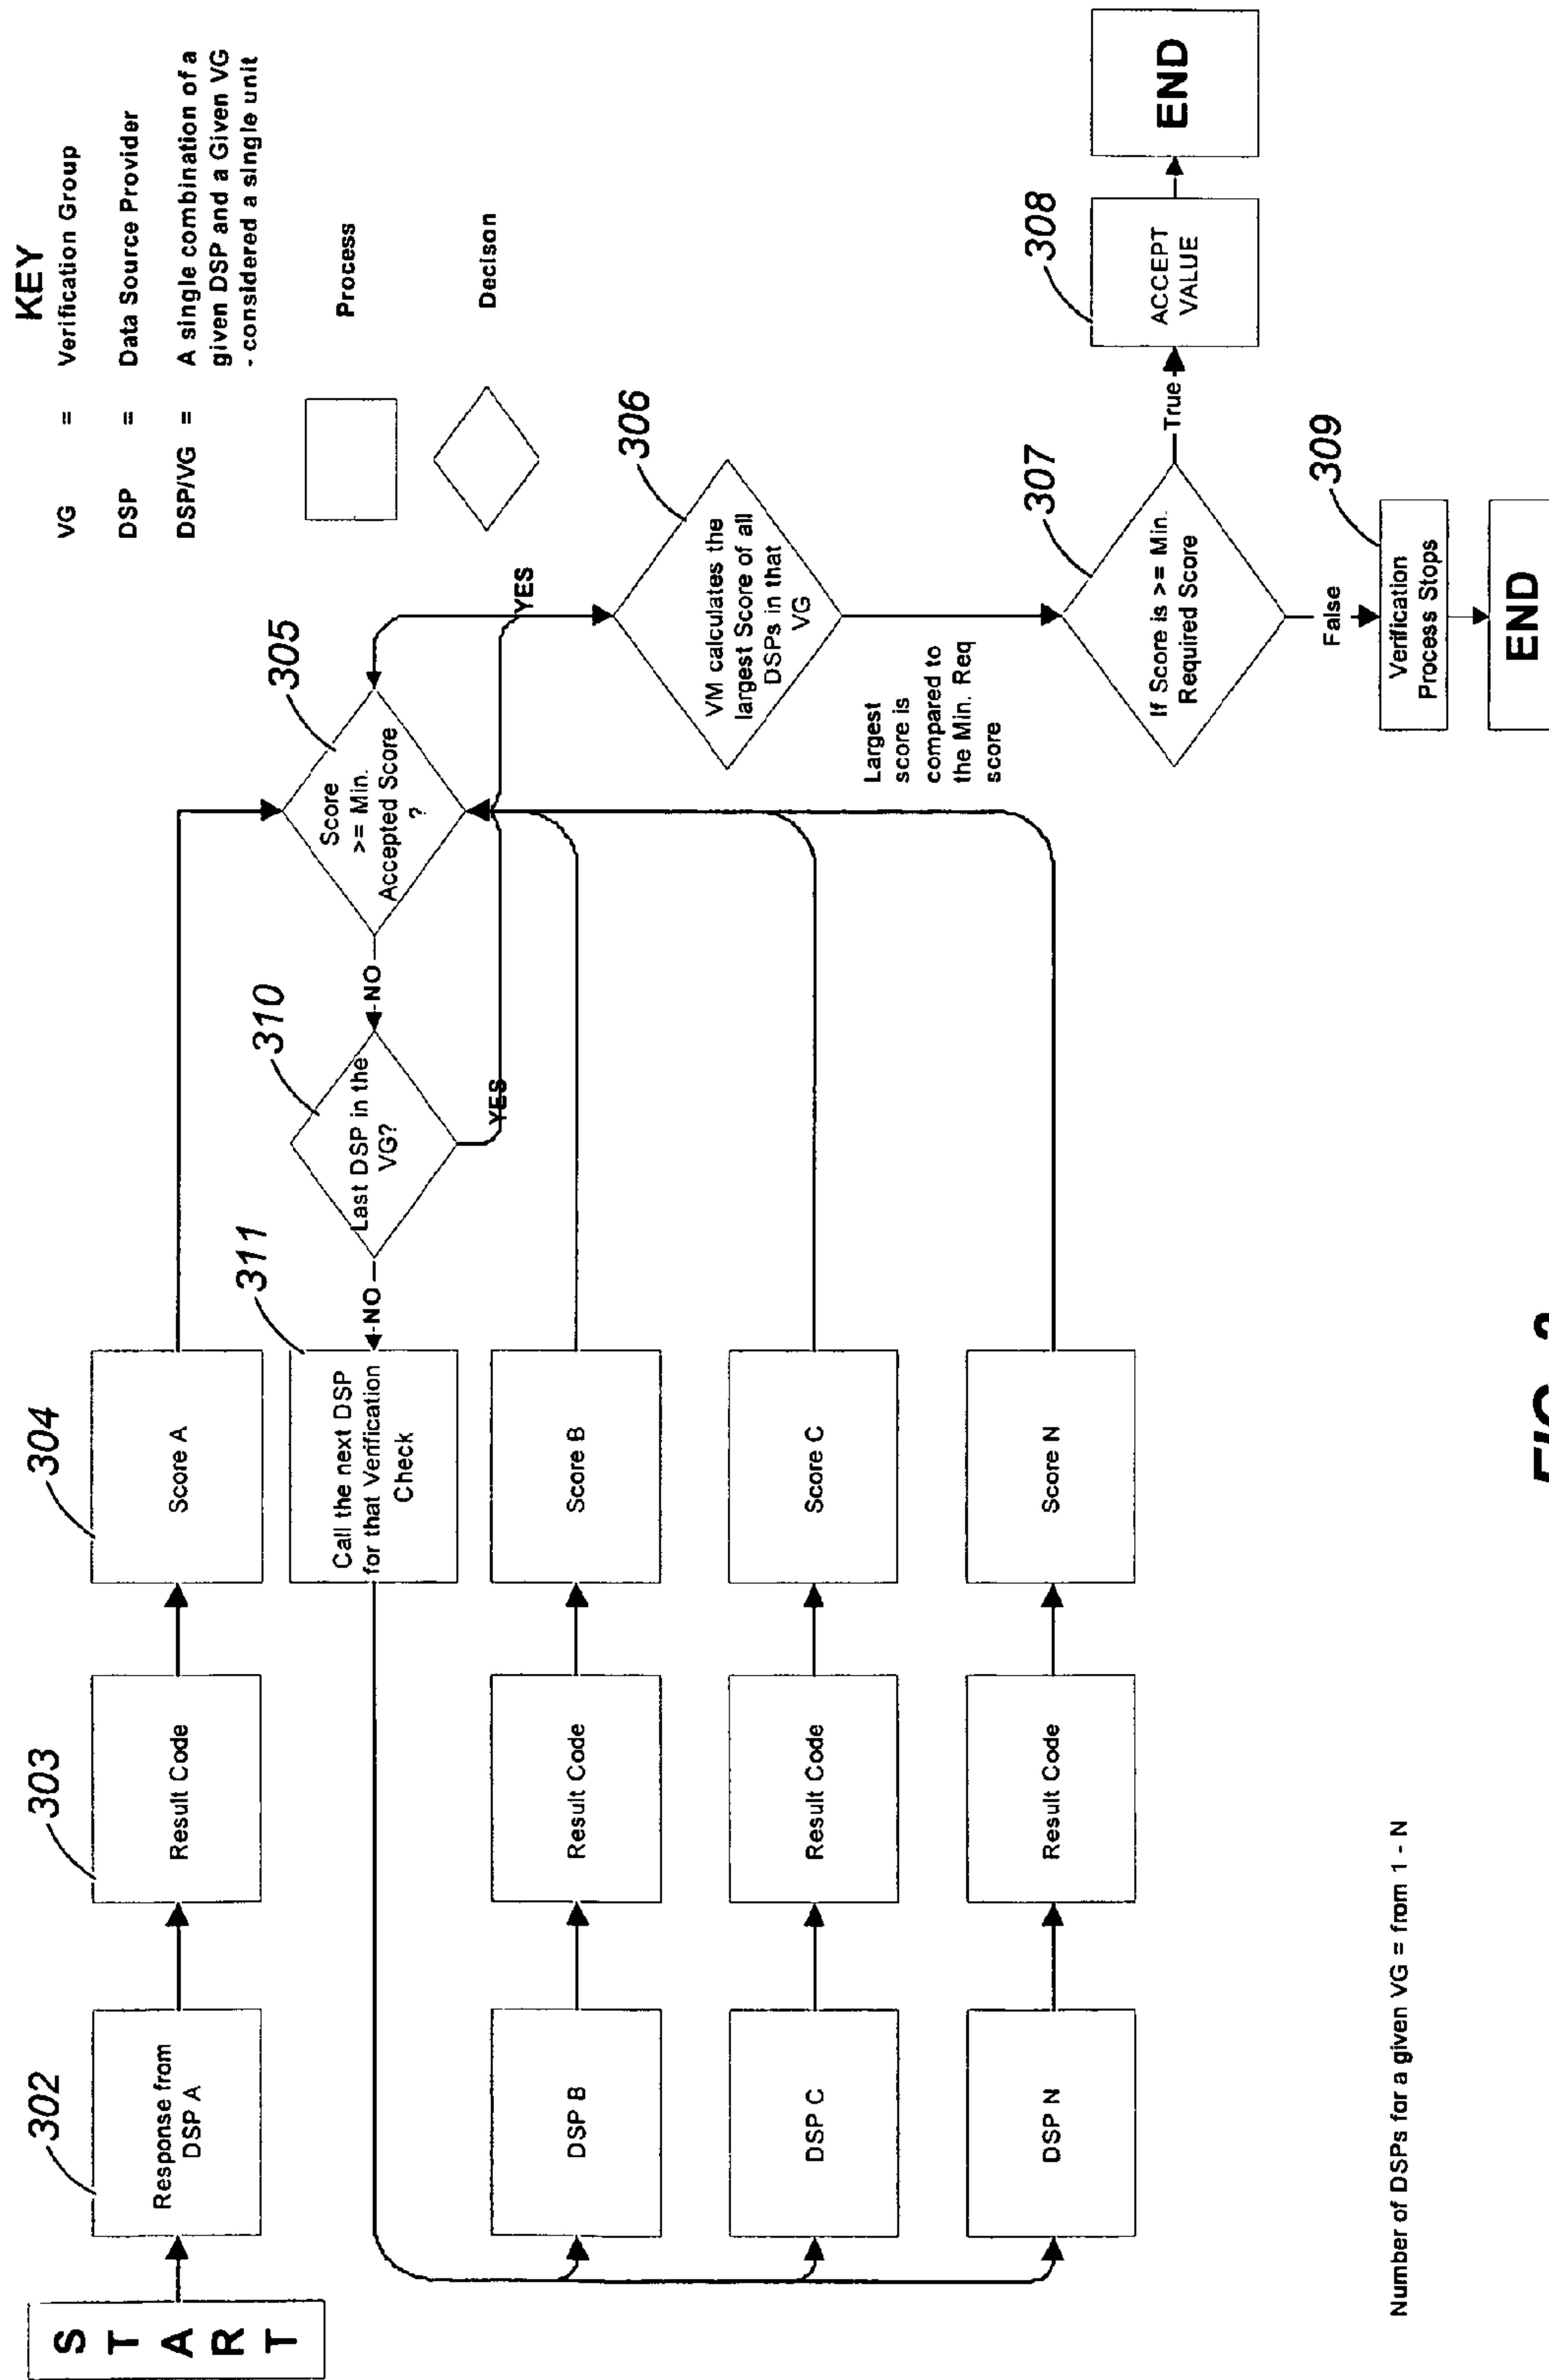 KEY
VG = Verification Group
DSP = Data Source Provider
DSP/VG = A single combination of a
given DSP and a Given VG
- considered a single unit
Process
Decison
S
T
A
R
T
302
Response from
DSP A
303
Result Code
304
Score A
305
Score
>= Min.
Accepted Score
?
NO
310
Last DSP in the
VG?
NO
YES
YES
311
Call the next DSP
for that Verification
Check
DSP B
Result Code
Score B
DSP C
Result Code
Score C
DSP N
Result Code
Score N
306
VM calculates the
largest Score of all
DSPs in that
VG
Largest
score is
compared to
the Min. Req
score
307
If Score is >= Min.
Required Score
True
308
ACCEPT
VALUE
END
False
309
Verification
Process Stops
END
Number of DSPs for a given VG = from 1 - N